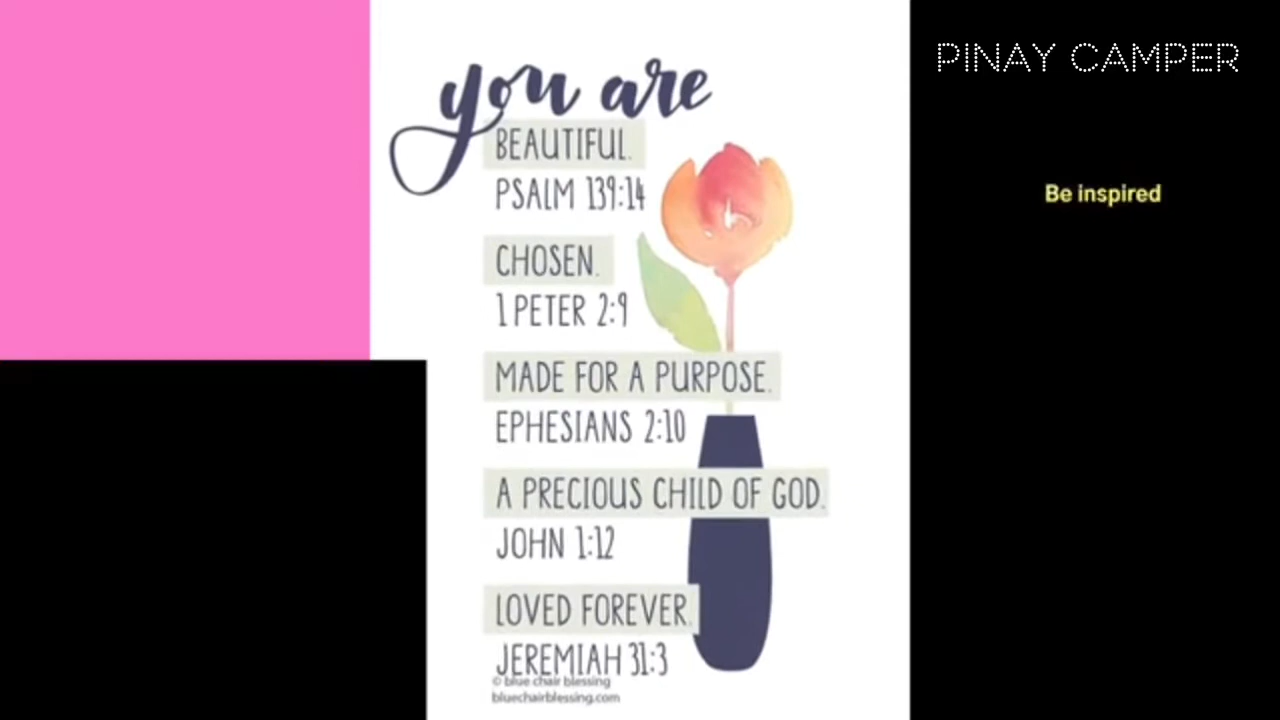 you are
BEAUTIFUL.
PSALM 139:14
CHOSEN.
1 PETER 2:9
MADE FOR A PURPOSE.
EPHESIANS 2:10
A PRECIOUS CHILD OF GOD.
JOHN 1:12
LOVED FOREVER.
JEREMIAH 31:3
© blue chair blessing
bluechairblessing.com
PINAY CAMPER
Be inspired